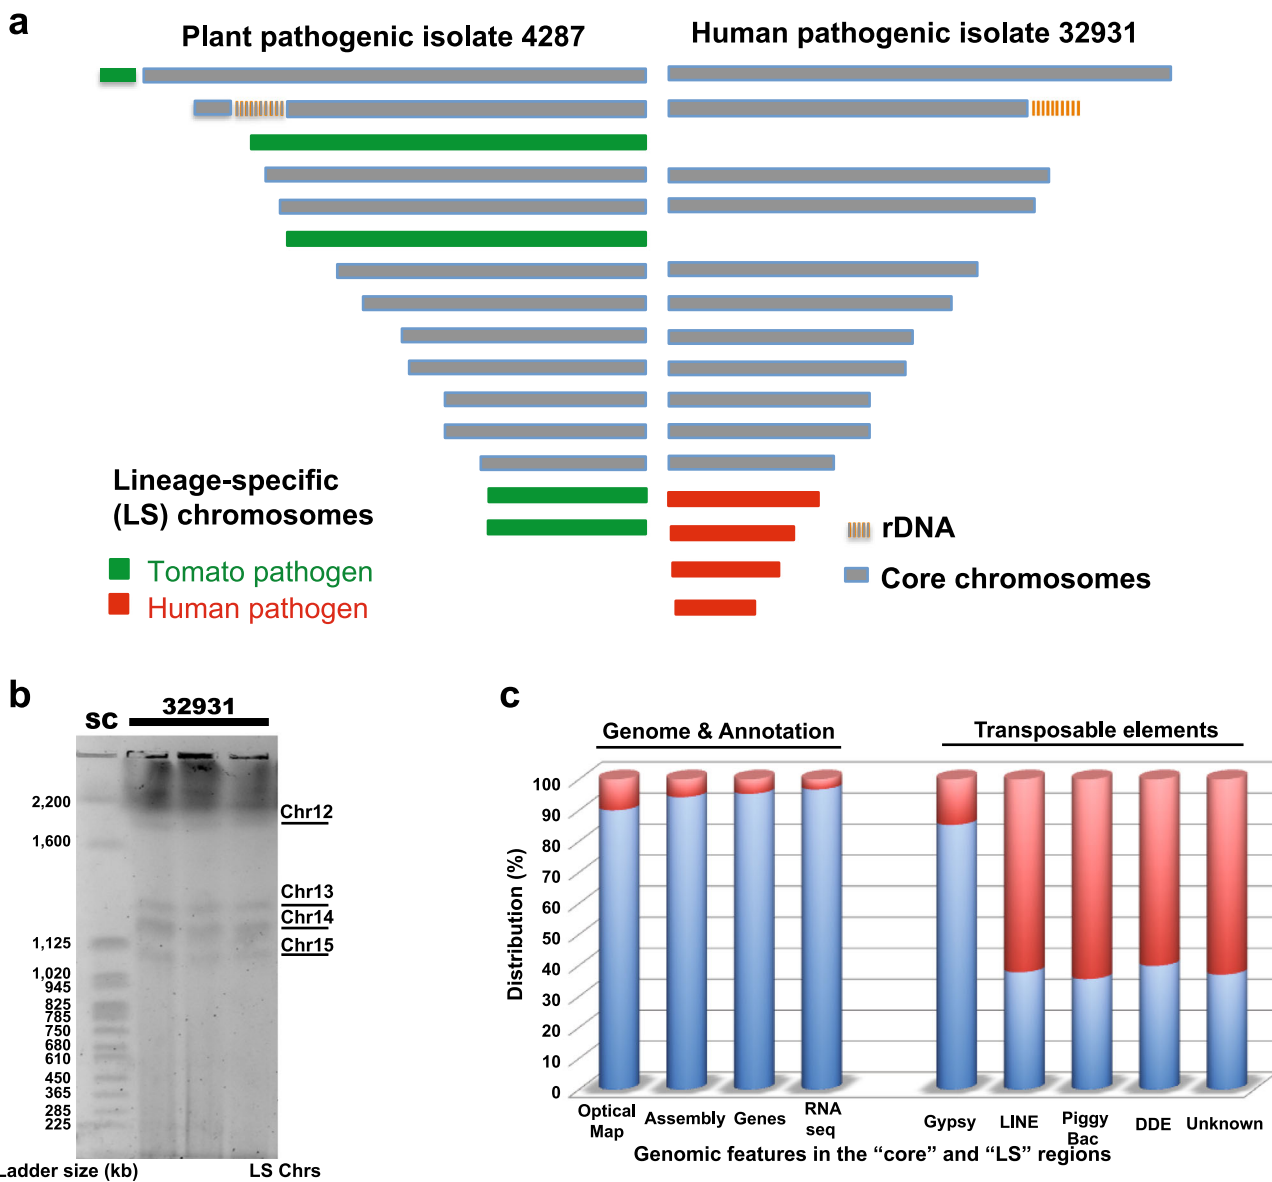 a
Plant pathogenic isolate 4287
Human pathogenic isolate 32931
Lineage-specific
(LS) chromosomes
Tomato pathogen
Human pathogen
rDNA
Core chromosomes
b
SC
32931
2,200
1,600
1,125
1,020
945
825
785
750
680
610
450
365
285
225
Chr12
Chr13
Chr14
Chr15
Ladder size (kb)
LS Chrs
c
Genome & Annotation
Transposable elements
Distribution (%)
100
90
80
70
60
50
40
30
20
10
0
Optical
Map
Assembly
Genes
RNA
seq
Gypsy
LINE
Piggy
Bac
DDE
Unknown
Genomic features in the “core” and “LS” regions